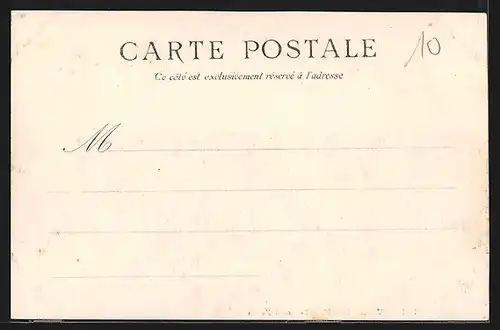 CARTE POSTALE
10
Ce côté est exclusivement réservé à l'adresse
M